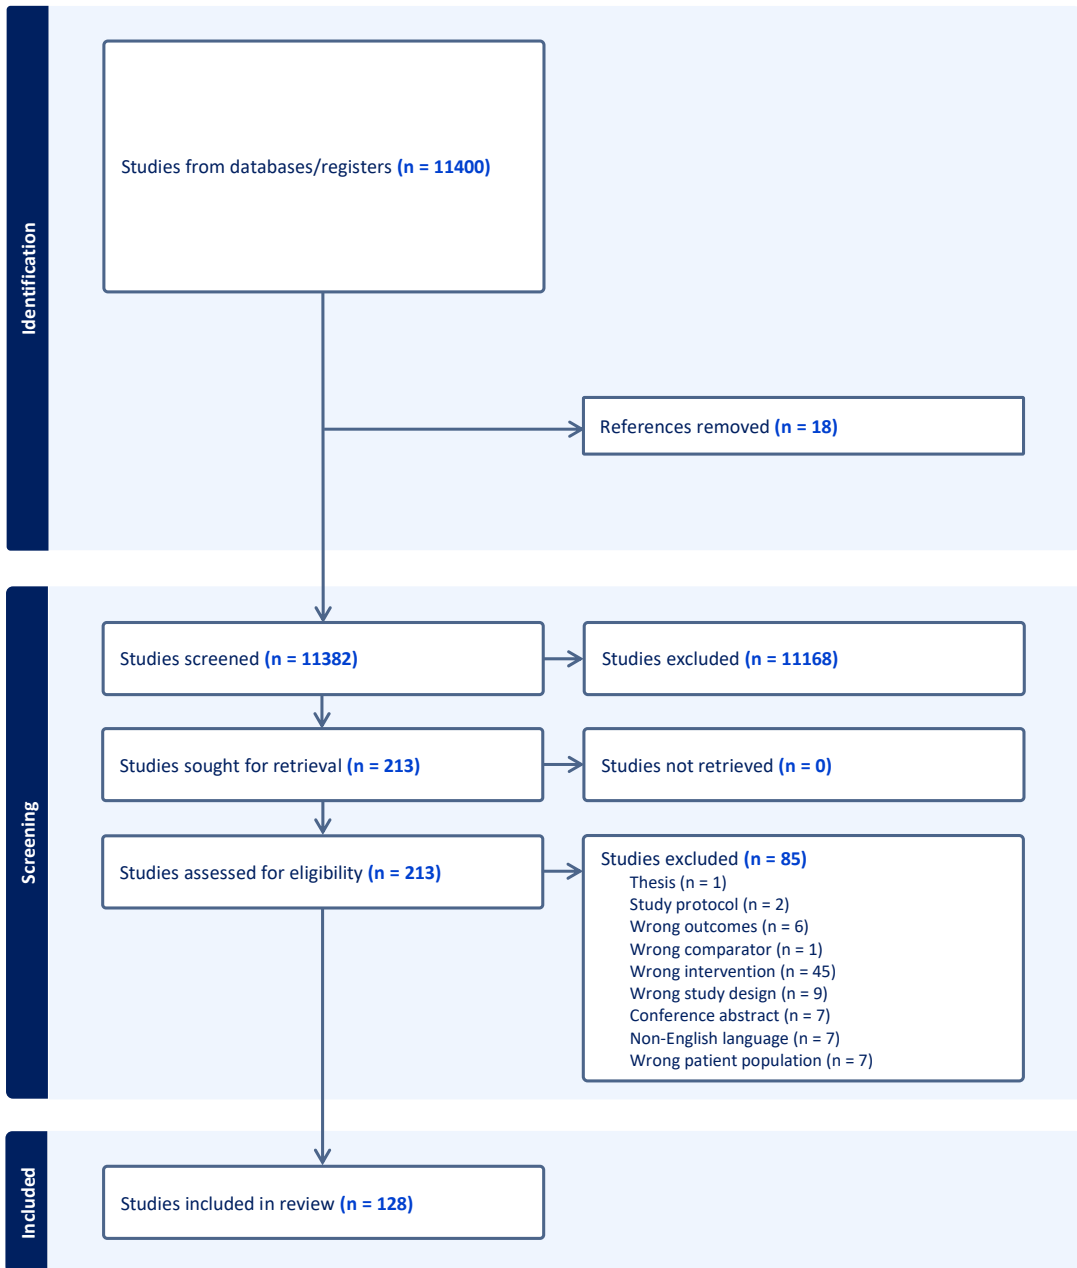 Identification
Studies from databases/registers (n = 11400)
References removed (n = 18)
Screening
Studies screened (n = 11382)
Studies excluded (n = 11168)
Studies sought for retrieval (n = 213)
Studies not retrieved (n = 0)
Studies assessed for eligibility (n = 213)
Studies excluded (n = 85)
Thesis (n = 1)
Study protocol (n = 2)
Wrong outcomes (n = 6)
Wrong comparator (n = 1)
Wrong intervention (n = 45)
Wrong study design (n = 9)
Conference abstract (n = 7)
Non-English language (n = 7)
Wrong patient population (n = 7)
Included
Studies included in review (n = 128)